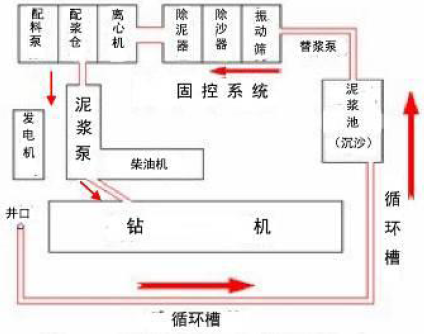 配料泵
配浆仓
离心机
除泥器
除沙器
振动筛
替浆泵
固控系统
泥浆池
（沉沙）
发电机
泥浆泵
柴油机
循环槽
井口
钻机
循环槽